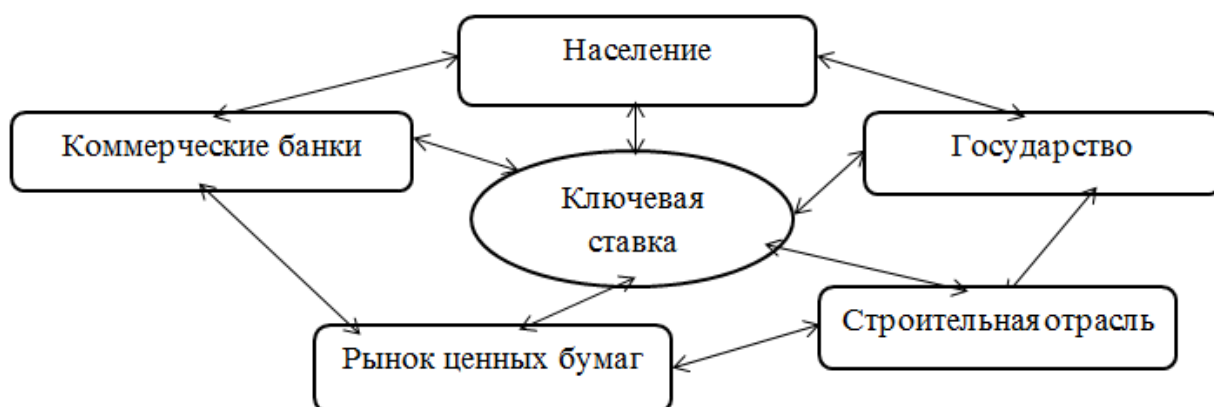 Население
Коммерческие банки
Государство
Ключевая
ставка
Строительная отрасль
Рынок ценных бумаг